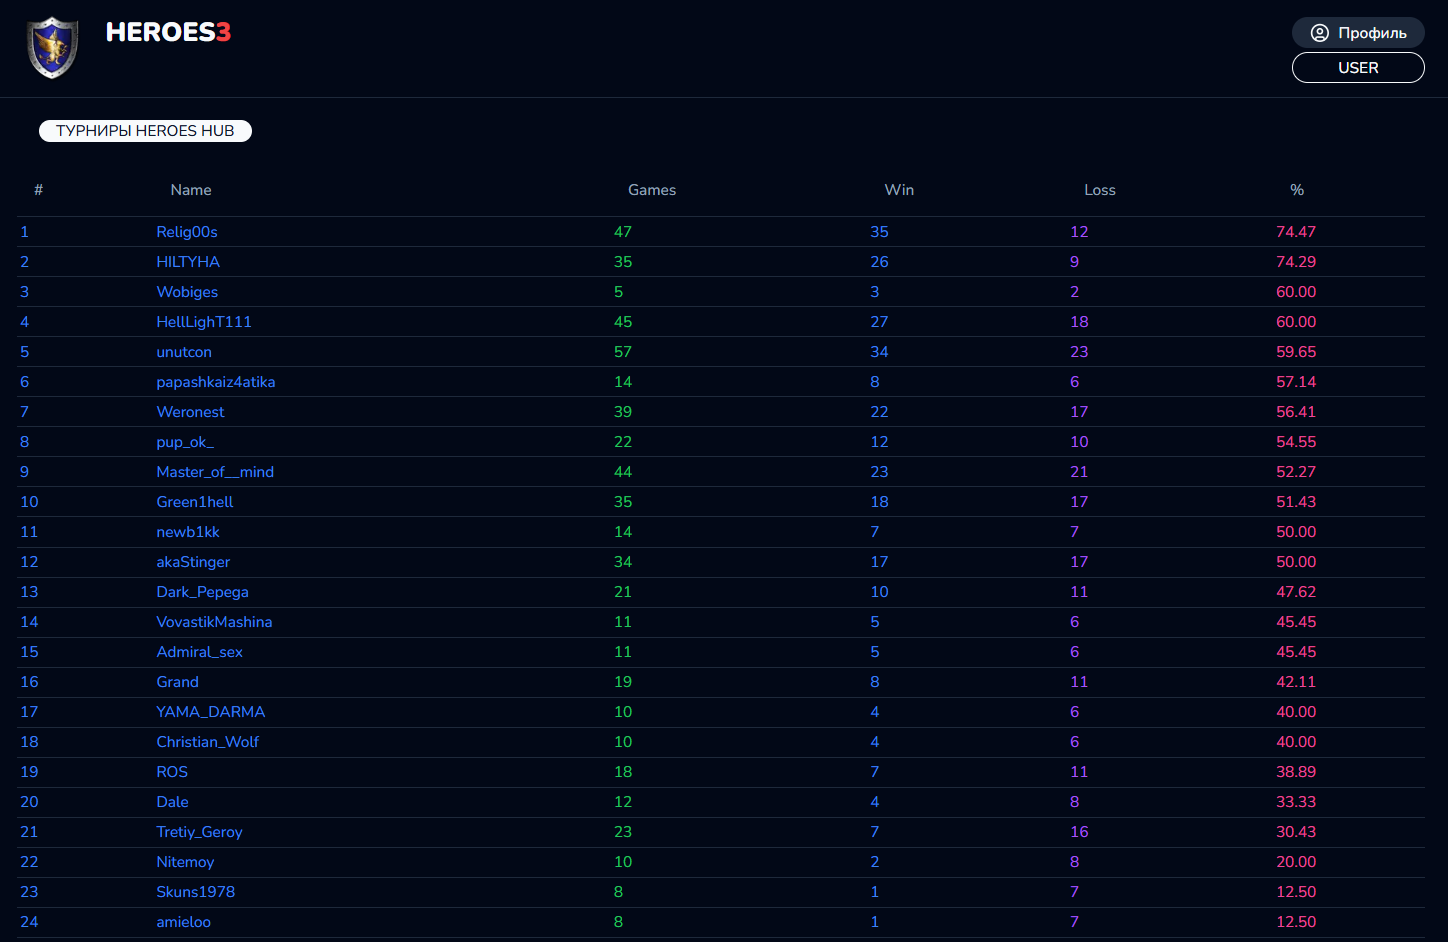 HEROES3
Профиль
USER
ТУРНИРЫ HEROES HUB
# Name Games Win Loss %
1 Relig00s 47 35 12 74.47
2 HILTYHA 35 26 9 74.29
3 Wobiges 5 3 2 60.00
4 HellLighT111 45 27 18 60.00
5 unutcon 57 34 23 59.65
6 papashkaiz4atika 14 8 6 57.14
7 Weronest 39 22 17 56.41
8 pup_ok_ 22 12 10 54.55
9 Master_of__mind 44 23 21 52.27
10 Green1hell 35 18 17 51.43
11 newb1kk 14 7 7 50.00
12 akaStinger 34 17 17 50.00
13 Dark_Pepega 21 10 11 47.62
14 VovastikMashina 11 5 6 45.45
15 Admiral_sex 11 5 6 45.45
16 Grand 19 8 11 42.11
17 YAMA_DARMA 10 4 6 40.00
18 Christian_Wolf 10 4 6 40.00
19 ROS 18 7 11 38.89
20 Dale 12 4 8 33.33
21 Tretiy_Geroy 23 7 16 30.43
22 Nitemoy 10 2 8 20.00
23 Skuns1978 8 1 7 12.50
24 amieloo 8 1 7 12.50